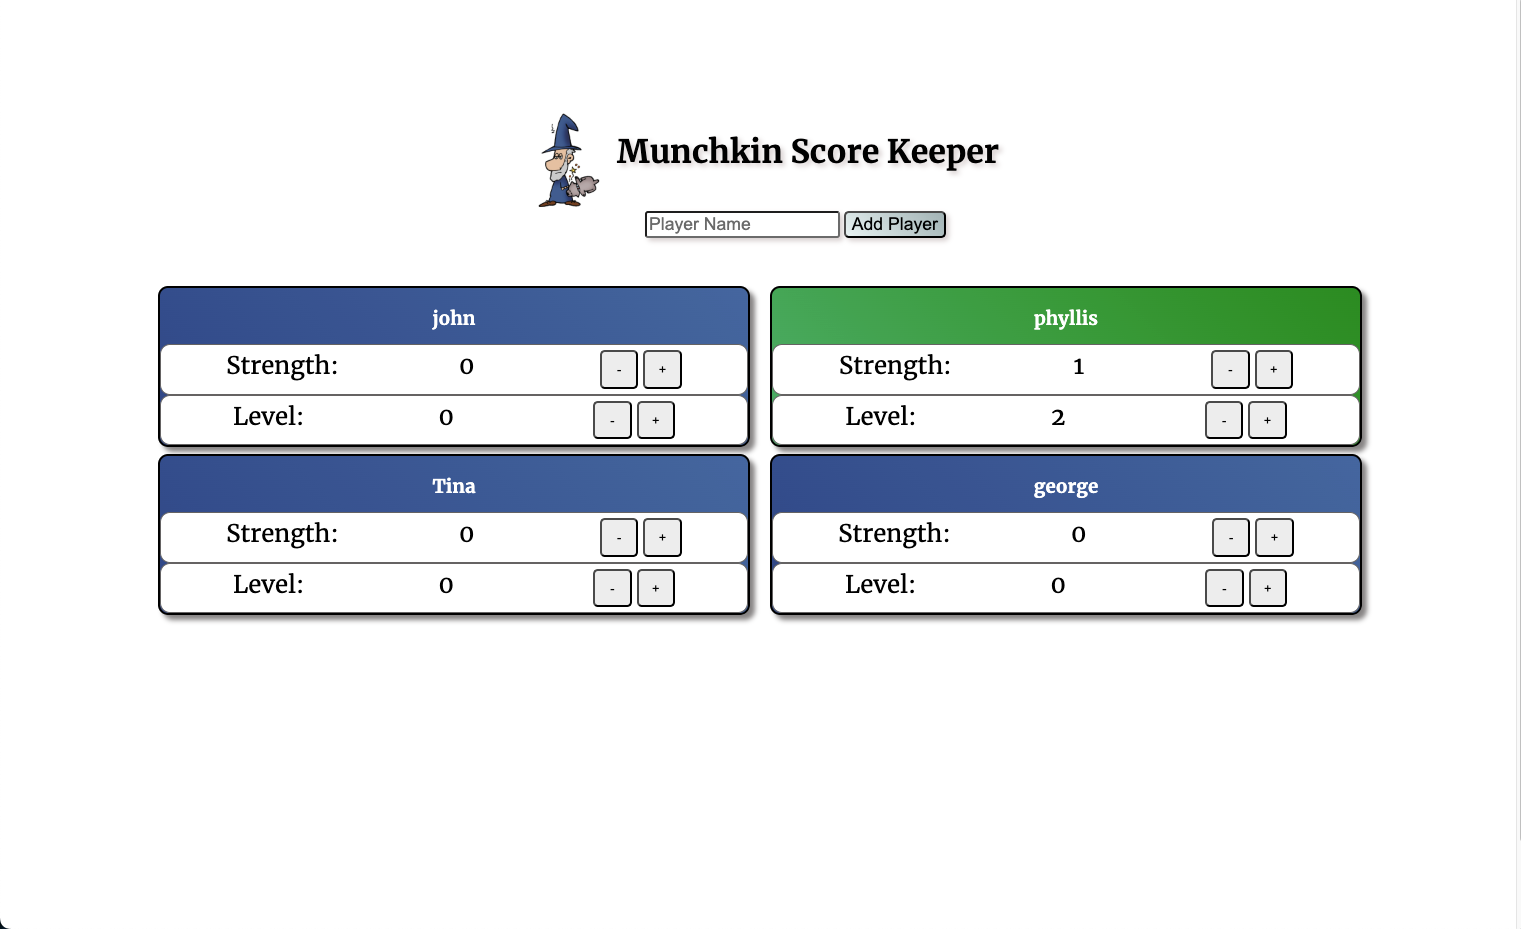 Munchkin Score Keeper
Player Name Add Player
john
Strength: 0 - +
Level: 0 - +
phyllis
Strength: 1 - +
Level: 2 - +
Tina
Strength: 0 - +
Level: 0 - +
george
Strength: 0 - +
Level: 0 - +